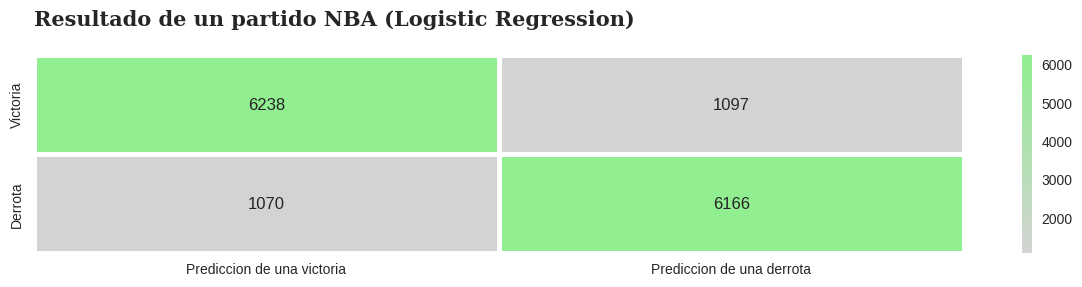 Resultado de un partido NBA (Logistic Regression)
Victoria
6238
1097
Derrota
1070
6166
Prediccion de una victoria
Prediccion de una derrota
6000
5000
4000
3000
2000